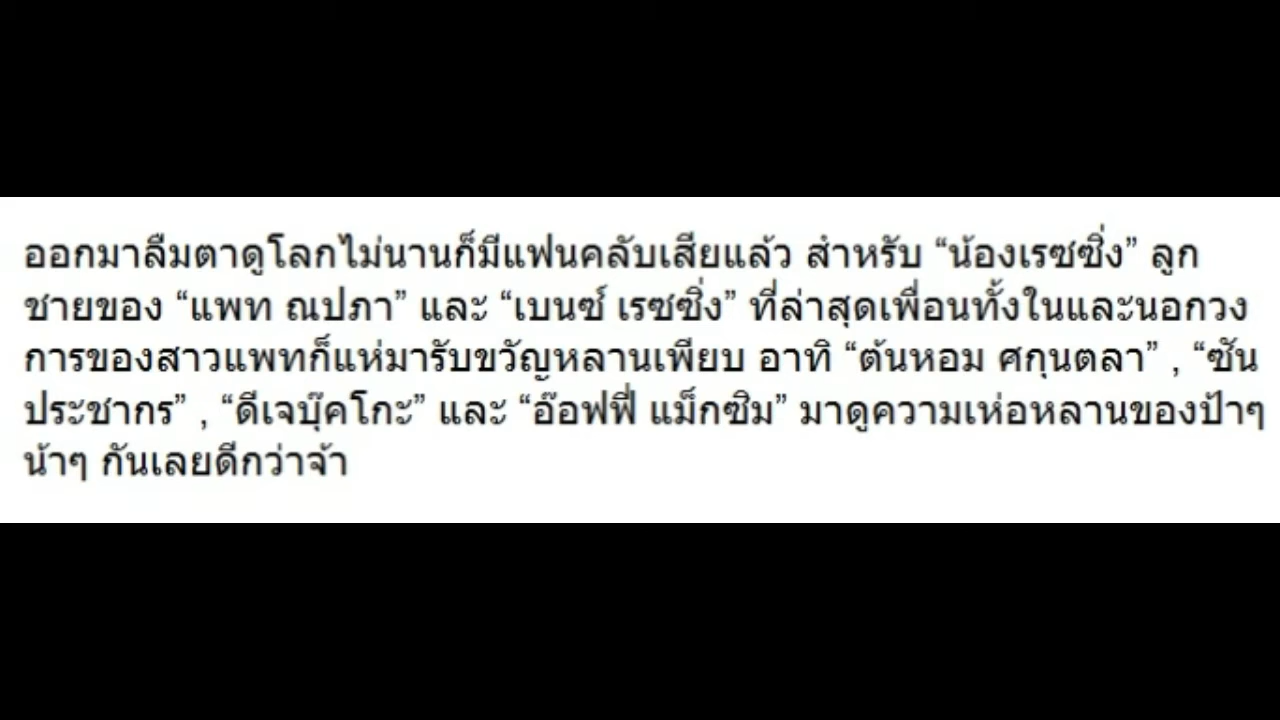 ออกมาลืมตาดูโลกไม่นานก็มีแฟนคลับเสียแล้ว สำหรับ “น้องเรซซิ่ง” ลูก
ชายของ “แพท ณปภา” และ “เบนซ์ เรซซิ่ง” ที่ล่าสุดเพื่อนทั้งในและนอกวง
การของสาวแพทก็แห่มารับขวัญหลานเพียบ อาทิ “ต้นหอม ศกุนตลา” , “ซัน
ประชากร” , “ดีเจบุ๊คโกะ” และ “อ๊อฟฟี่ แม็กซิม” มาดูความเห่อหลานของป้าๆ
น้าๆ กันเลยดีกว่าจ้า